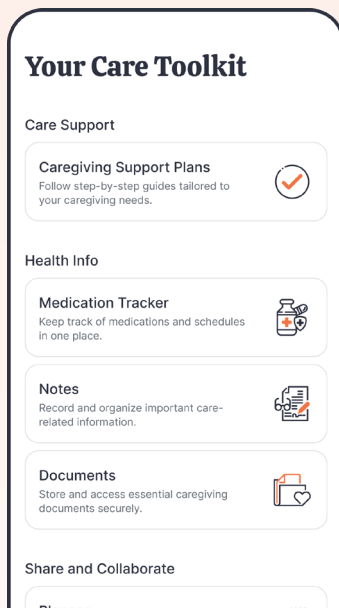 Your Care Toolkit
Care Support
Caregiving Support Plans
Follow step-by-step guides tailored to
your caregiving needs.
Health Info
Medication Tracker
Keep track of medications and schedules
in one place.
Notes
Record and organize important care-
related information.
Documents
Store and access essential caregiving
documents securely.
Share and Collaborate